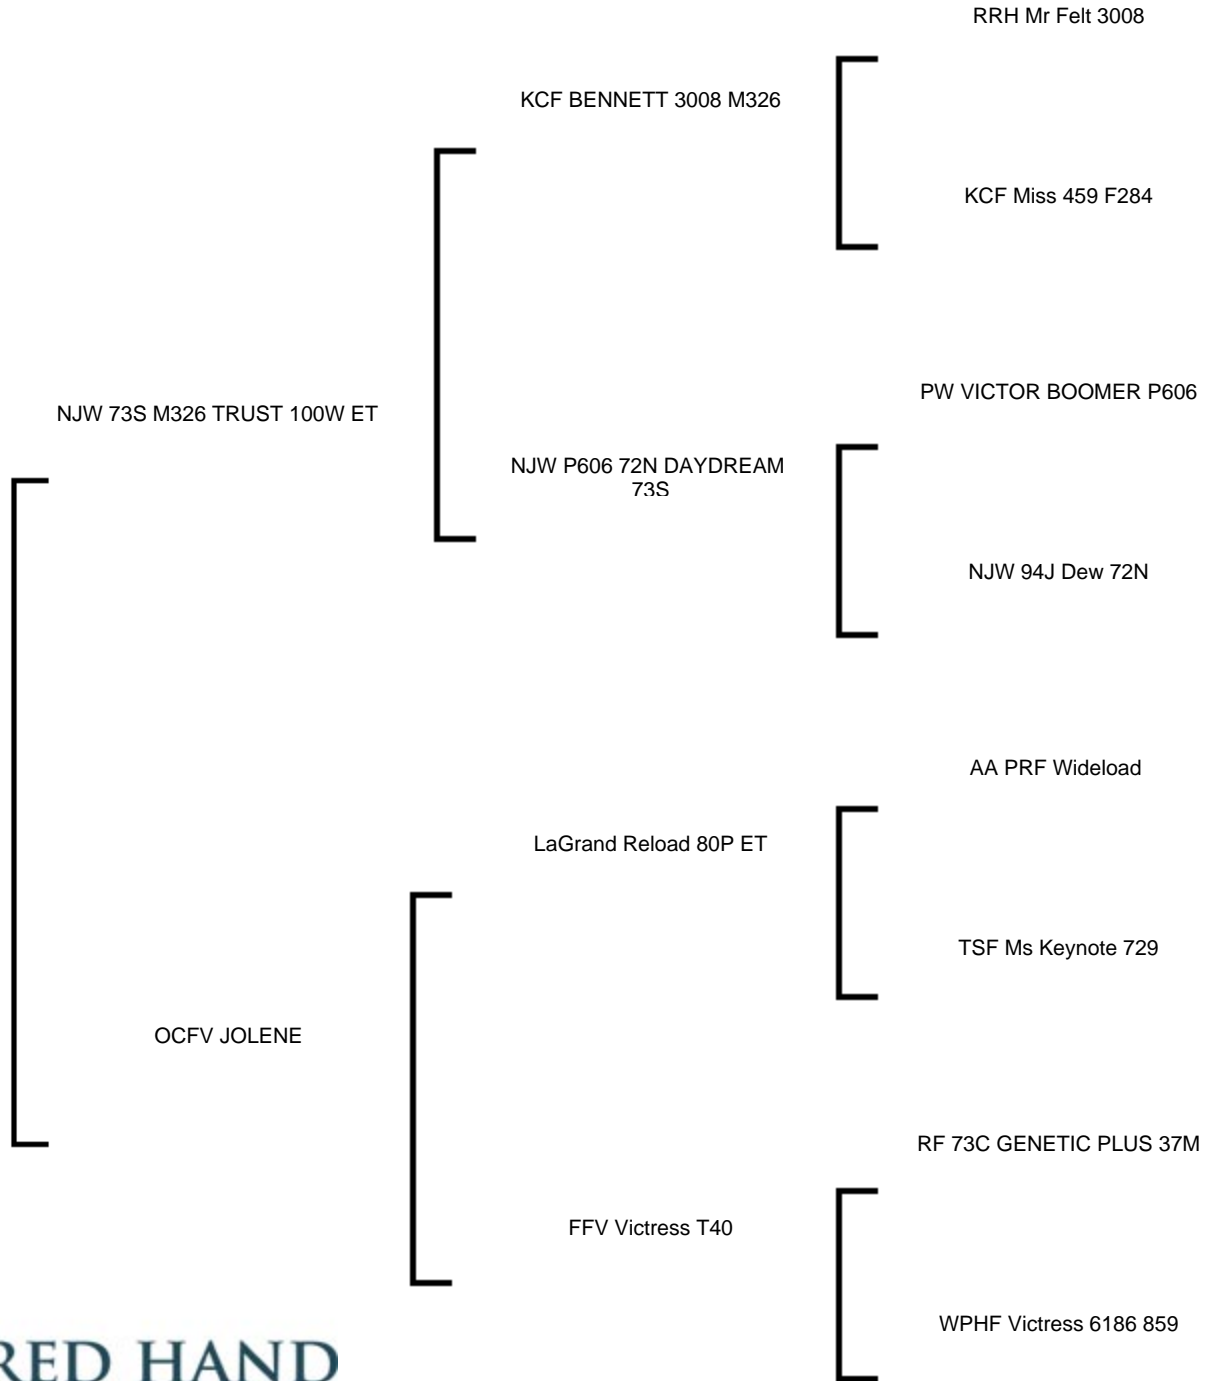 RRH Mr Felt 3008
KCF BENNETT 3008 M326
KCF Miss 459 F284
PW VICTOR BOOMER P606
NJW 73S M326 TRUST 100W ET
NJW P606 72N DAYDREAM
73S
NJW 94J Dew 72N
AA PRF Wideload
LaGrand Reload 80P ET
TSF Ms Keynote 729
OCFV JOLENE
RF 73C GENETIC PLUS 37M
FFV Victress T40
WPHF Victress 6186 859
RED HAND